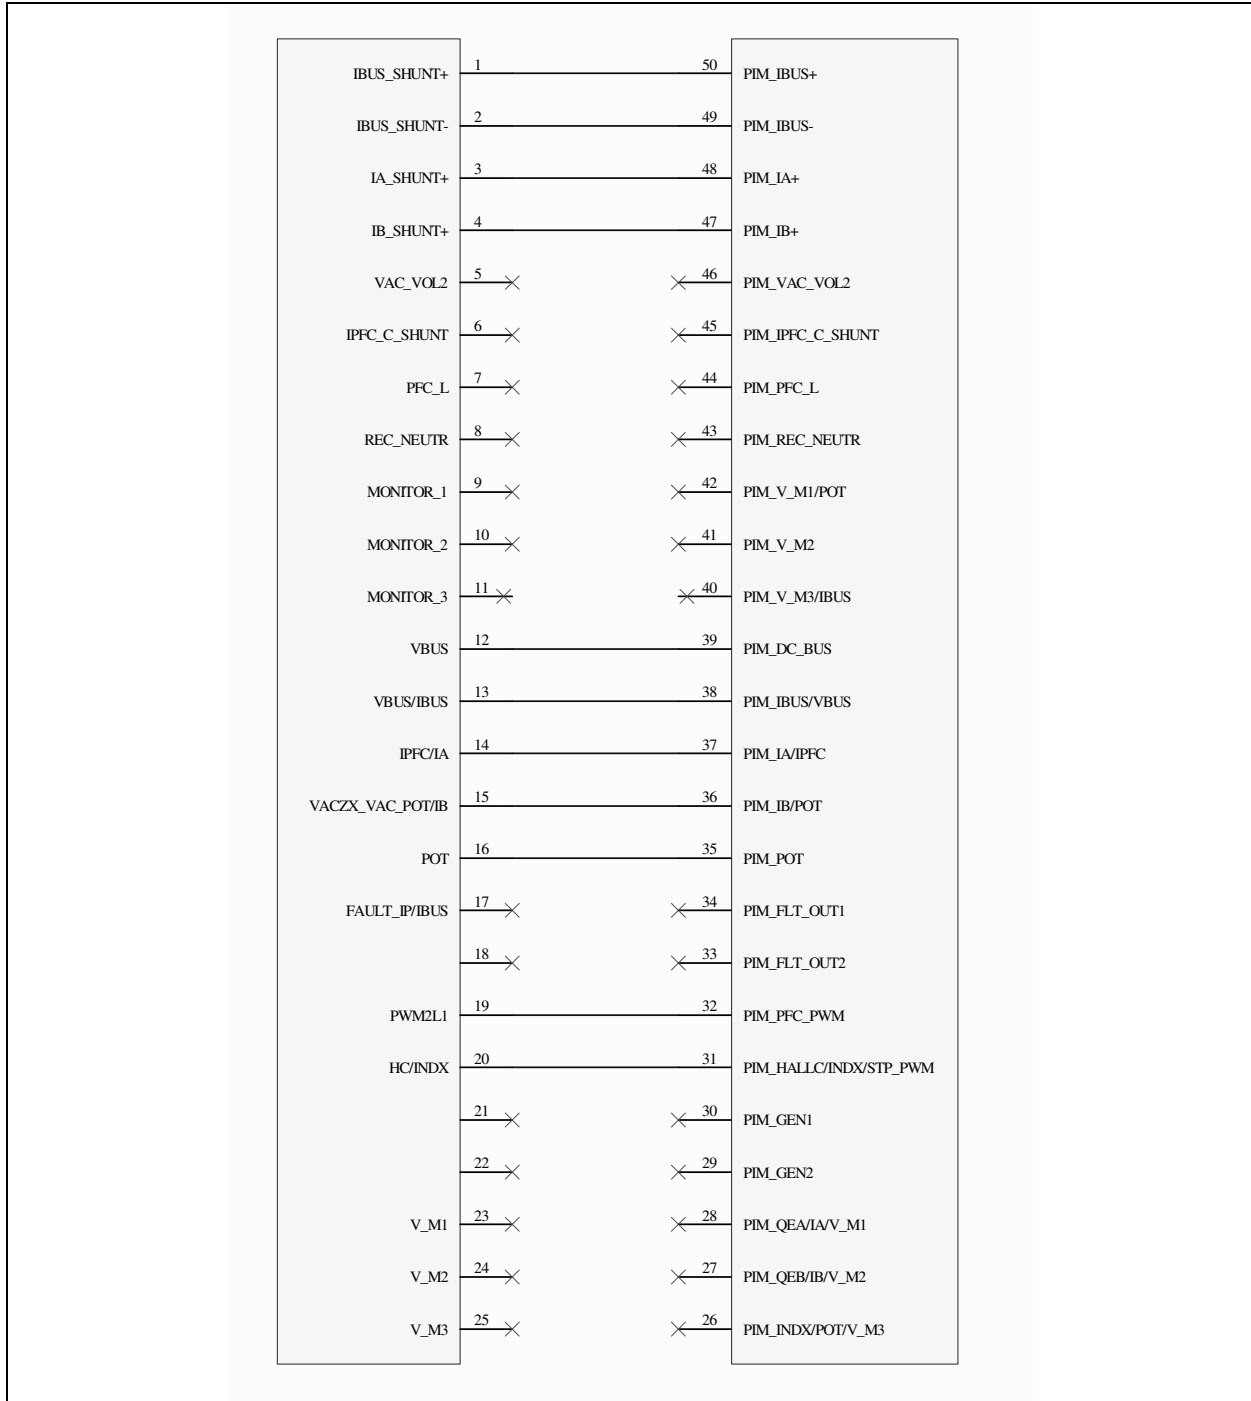 IBUS_SHUNT+ 1 50 PIM_IBUS+
IBUS_SHUNT- 2 49 PIM_IBUS-
IA_SHUNT+ 3 48 PIM_IA+
IB_SHUNT+ 4 47 PIM_IB+
VAC_VOL2 5 46 PIM_VAC_VOL2
IPFC_C_SHUNT 6 45 PIM_IPFC_C_SHUNT
PFC_L 7 44 PIM_PFC_L
REC_NEUTR 8 43 PIM_REC_NEUTR
MONITOR_1 9 42 PIM_V_M1/POT
MONITOR_2 10 41 PIM_V_M2
MONITOR_3 11 40 PIM_V_M3/IBUS
VBUS 12 39 PIM_DC_BUS
VBUS/IBUS 13 38 PIM_IBUS/VBUS
IPFC/IA 14 37 PIM_IA/IPFC
VACZX_VAC_POT/IB 15 36 PIM_IB/POT
POT 16 35 PIM_POT
FAULT_IP/IBUS 17 34 PIM_FLT_OUT1
18 33 PIM_FLT_OUT2
PWM2L1 19 32 PIM_PFC_PWM
HC/INDX 20 31 PIM_HALLC/INDX/STP_PWM
21 30 PIM_GEN1
22 29 PIM_GEN2
V_M1 23 28 PIM_QEA/IA/V_M1
V_M2 24 27 PIM_QEB/IB/V_M2
V_M3 25 26 PIM_INDX/POT/V_M3